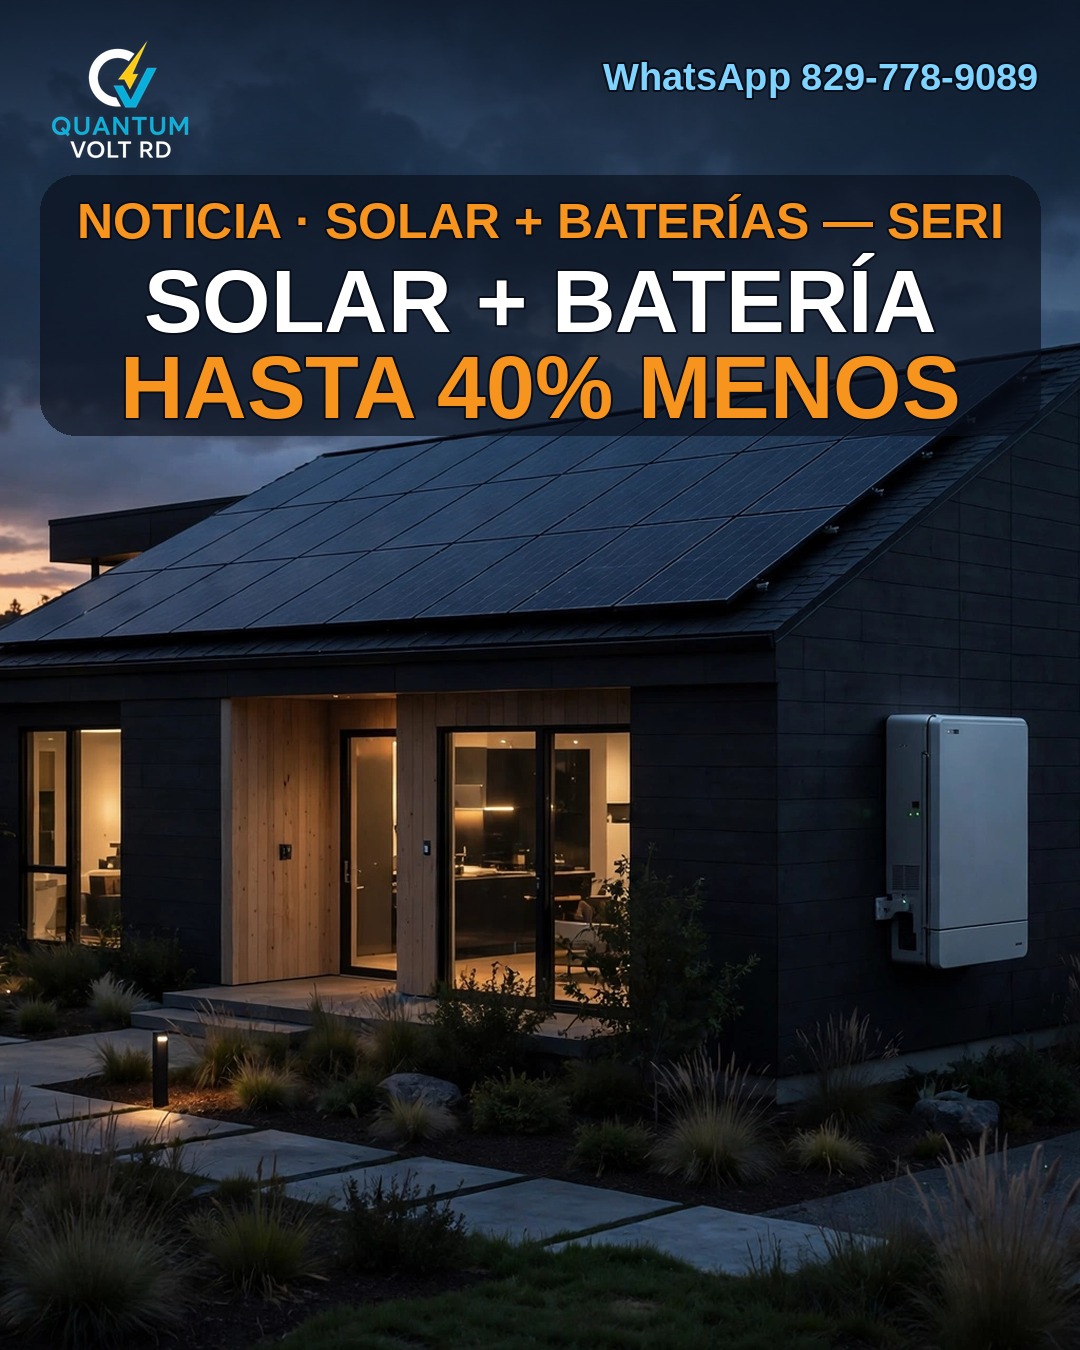 QUANTUM
VOLT RD
WhatsApp 829-778-9089
NOTICIA · SOLAR + BATERÍAS — SERI
SOLAR + BATERÍA
HASTA 40% MENOS